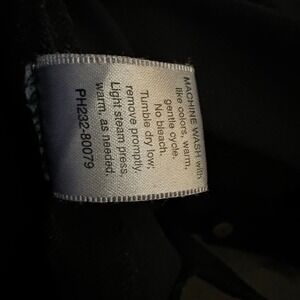 MACHINE WASH with
like colors, warm,
gentle cycle.
No bleach.
Tumble dry low;
remove promptly.
Light steam press,
warm, as needed.
PH232-80079